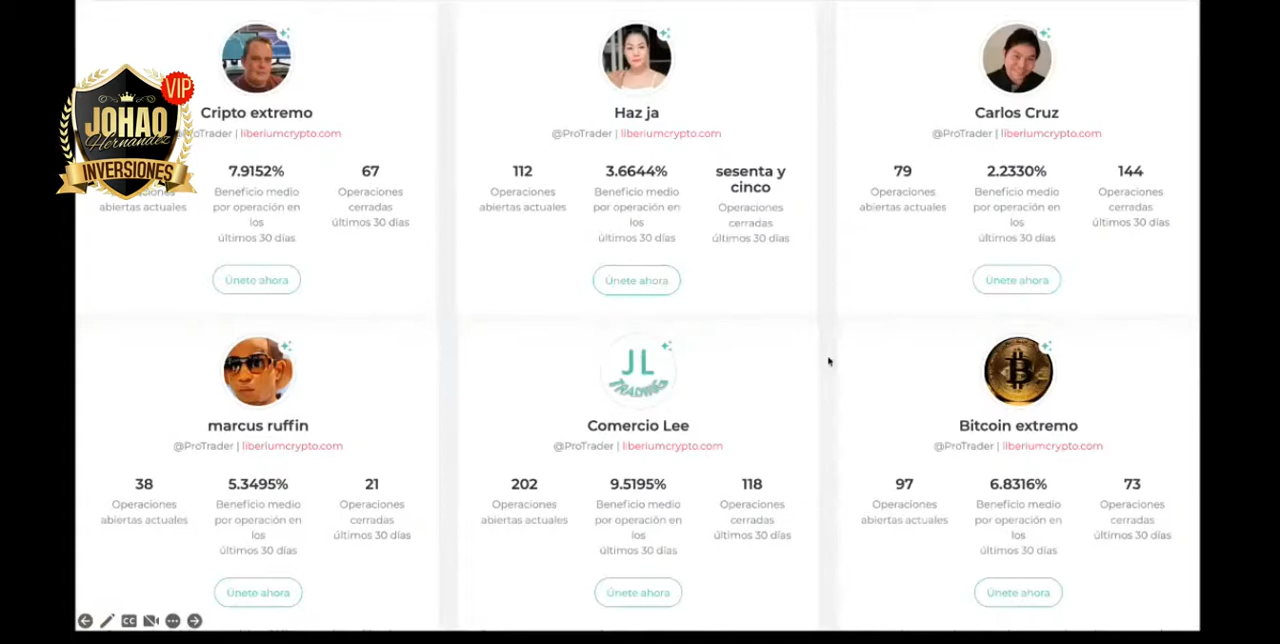 VIP
JOHAO
Hernandez
INVERSIONES
Cripto extremo
Trader | liberiumcrypto.com
7.9152%
67
abiertas actuales
Beneficio medio
por operación en
los
últimos 30 días
Operaciones
cerradas
últimos 30 días
Únete ahora
Haz ja
@ProTrader | liberiumcrypto.com
112
3.6644%
sesenta y
cinco
Operaciones
abiertas actuales
Beneficio medio
por operación en
los
últimos 30 días
Operaciones
cerradas
últimos 30 días
Únete ahora
Carlos Cruz
@ProTrader | liberiumcrypto.com
79
2.2330%
144
Operaciones
abiertas actuales
Beneficio medio
por operación en
los
últimos 30 días
Operaciones
cerradas
últimos 30 días
Únete ahora
marcus ruffin
@ProTrader | liberiumcrypto.com
38
5.3495%
21
Operaciones
abiertas actuales
Beneficio medio
por operación en
los
últimos 30 días
Operaciones
cerradas
últimos 30 días
Únete ahora
JL
TRADING
Comercio Lee
@ProTrader | liberiumcrypto.com
202
9.5195%
118
Operaciones
abiertas actuales
Beneficio medio
por operación en
los
últimos 30 días
Operaciones
cerradas
últimos 30 días
Únete ahora
Bitcoin extremo
@ProTrader | liberiumcrypto.com
97
6.8316%
73
Operaciones
abiertas actuales
Beneficio medio
por operación en
los
últimos 30 días
Operaciones
cerradas
últimos 30 días
Únete ahora
CC